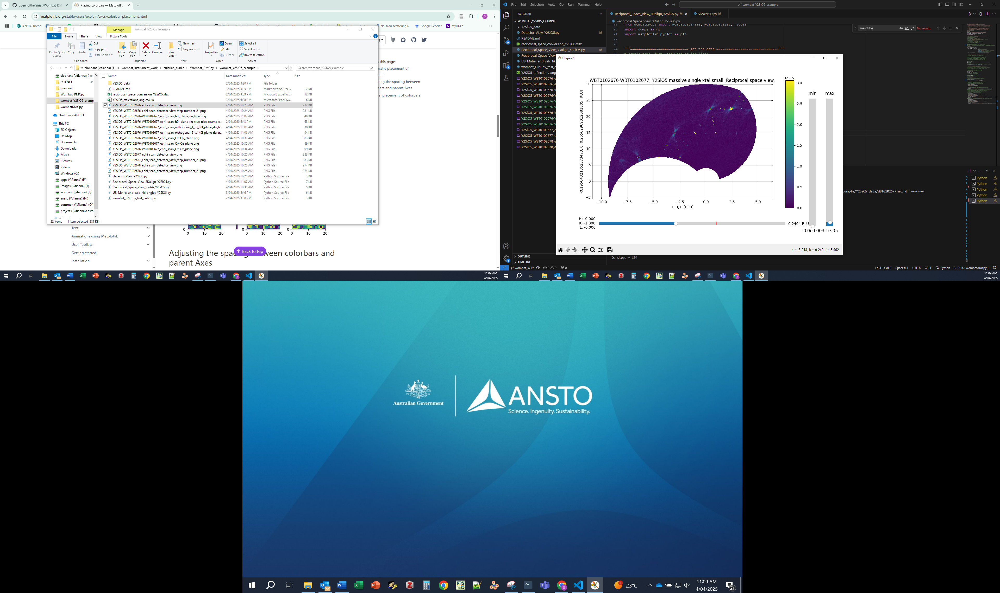 queenofthefairies/Wombat_DM
Placing colorbars — Matplotlib
matplotlib.org/stable/users/explain/axes/colorbar_placement.html
ANSTO home
Neutron scattering l...
Google Scholar
myHDF5
Manage
wombat_Y2SiO5_example
File
Home
Share
View
Picture Tools
Pin to Quick access
Copy
Paste
Cut
Copy path
Paste shortcut
Move to
Copy to
Delete
Rename
New folder
New item
Easy access
Properties
Open
Edit
History
Select all
Select none
Invert selection
Clipboard
Organize
New
Open
Select
siobhant (\\fianna) (J:)
wombat_instrument_work
eulerian_cradle
Wombat_DMCpy
wombat_Y2SiO5_example
Search wombat_Y2SiO5_example
siobhant (\\fianna) (J
SCIENCE
personal
Wombat_DMCpy
wombat_Y2SiO5_examp
wombatDMCpy
OneDrive - ANSTO
This PC
3D Objects
Desktop
Documents
Downloads
Music
Pictures
Videos
Windows (C:)
apps (\\fianna) (F:)
images (\\fianna) (I:)
siobhant (\\fianna) (J:)
ansto (\\fianna) (N:)
common (\\fianna) (O:)
projects (\\fianna\ansto
Name Date modified Type Size
Y2SiO5_data 2/04/2025 3:30 PM File folder
README.md 3/04/2025 5:05 PM Markdown Source... 2 KB
reciprocal_space_conversion_Y2SiO5.xlsx 2/04/2025 3:09 PM Microsoft Excel W... 12 KB
Y2SiO5_reflections_angles.xlsx 3/04/2025 6:28 PM Microsoft Excel W... 6 KB
Y2SiO5_WBT0102676_ephi_scan_detector_view.png 4/04/2025 10:23 AM PNG File 282 KB
Y2SiO5_WBT0102676_ephi_scan_detector_view_step_number_21.png 4/04/2025 10:24 AM PNG File 281 KB
Y2SiO5_WBT0102676-WBT0102677_ephi_scan_h0l_plane_rlu_true.png 4/04/2025 11:07 AM PNG File 48 KB
Y2SiO5_WBT0102676-WBT0102677_ephi_scan_h0l_plane_rlu_true_nice_example... 2/04/2025 5:43 PM PNG File 63 KB
Y2SiO5_WBT0102676-WBT0102677_ephi_scan_orthogonal_1_to_h0l_plane_rlu_tr... 4/04/2025 11:05 AM PNG File 38 KB
Y2SiO5_WBT0102676-WBT0102677_ephi_scan_orthogonal_2_to_h0l_plane_rlu_tr... 4/04/2025 11:06 AM PNG File 34 KB
Y2SiO5_WBT0102676-WBT0102677_ephi_scan_Qx-Qy_plane.png 4/04/2025 10:33 AM PNG File 183 KB
Y2SiO5_WBT0102676-WBT0102677_ephi_scan_Qy-Qz_plane.png 4/04/2025 10:35 AM PNG File 89 KB
Y2SiO5_WBT0102676-WBT0102677_ephi_scan_Qz-Qx_plane.png 4/04/2025 10:34 AM PNG File 99 KB
Y2SiO5_WBT0102677_ephi_scan_detector_view.png 4/04/2025 10:25 AM PNG File 283 KB
Y2SiO5_WBT0102677_ephi_scan_detector_view_step_number_21.png 4/04/2025 10:25 AM PNG File 283 KB
Y2SiO5_WBT0102678_ephi_scan_detector_view.png 4/04/2025 10:25 AM PNG File 274 KB
Y2SiO5_WBT0102678_ephi_scan_detector_view_step_number_21.png 4/04/2025 10:25 AM PNG File 274 KB
Detector_View_Y2SiO5.py 4/04/2025 10:25 AM Python Source File 3 KB
Reciprocal_Space_View_3Dalign_Y2SiO5.py 4/04/2025 11:07 AM Python Source File 7 KB
Reciprocal_Space_View_invAA_Y2SiO5.py 4/04/2025 10:35 AM Python Source File 5 KB
UB_Matrix_and_calc_hkl_angles_Y2SiO5.py 3/04/2025 5:46 PM Python Source File 6 KB
wombat_DMCpy_test_cut2D.py 2/04/2025 3:08 PM Python Source File 3 KB
22 items 1 item selected 281 KB
this page
matic placement of
bars
ting the spacing between
bars and parent Axes
al placement of colorbars
Text
Animations using Matplotlib
User Toolkits
Getting started
Installation
0
0 10 20
0
0 10 20
0
0 10 20
Back to top
Adjusting the spac
ween colorbars and
parent Axes
11:09 AM
4/04/2025
File Edit Selection View Go Run Terminal Help
wombat_Y2SiO5_example
EXPLORER
WOMBAT_Y2SIO5_EXAMPLE
Y2SiO5_data
Detector_View_Y2SiO5.py M
README.md
reciprocal_space_conversion_Y2SiO5.xlsx
Reciprocal_Space_View_3Dalign_Y2SiO5.py M
Reciprocal_Space_View
UB_Matrix_and_calc_hkl
wombat_DMCpy_test_c
Y2SiO5_reflections_ang
Y2SiO5_WBT0102676_e
Y2SiO5_WBT0102676_e
Y2SiO5_WBT0102676-W
Y2SiO5_WBT0102676-W
Y2SiO5_WBT0102676-W
Y2SiO5_WBT0102676-W
Y2SiO5_WBT0102676-W
Y2SiO5_WBT0102676-W
Y2SiO5_WBT0102676-W
Y2SiO5_WBT0102677_e
Y2SiO5_WBT0102677_e
Y2SiO5_WBT0102678_e
Y2SiO5_WBT0102678_e
OUTLINE
TIMELINE
Reciprocal_Space_View_3Dalign_Y2SiO5.py M
Viewer3D.py M
Reciprocal_Space_View_3Dalign_Y2SiO5.py
maintitle
No results
20 import numpy as np
21 import matplotlib.pyplot as plt
22
23
24 get the data
Figure 1
WBT0102676-WBT0102677, Y2SiO5 massive single xtal small. Reciprocal space view.
30
25
20
15
10
5
0
−5
−10.0 −7.5 −5.0 −2.5 0.0 2.5 5.0
1, 0, 0 [RLU]
1e−5
3.0
2.5
2.0
1.5
1.0
0.5
0.0
min max
H: -0.000
K: -1.000
L: -0.000
-0.2404 RLU
0.0e+003.1e-05
h = -3.918, k = 0.240, l = 3.962
example/Y2SiO5_data/WBT0102677.nx.hdf ~~~~~~~
Python
Python
Python
Python
Python
Qz steps = 104
wombat_WIP*
0 0
0
Ln 41, Col 2 Spaces: 4 UTF-8 CRLF Python 3.10.16 ('wombatdmcpy')
11:09 AM
4/04/2025
Australian Government
ANSTO
Science. Ingenuity. Sustainability.
23°C
11:09 AM
4/04/2025
21